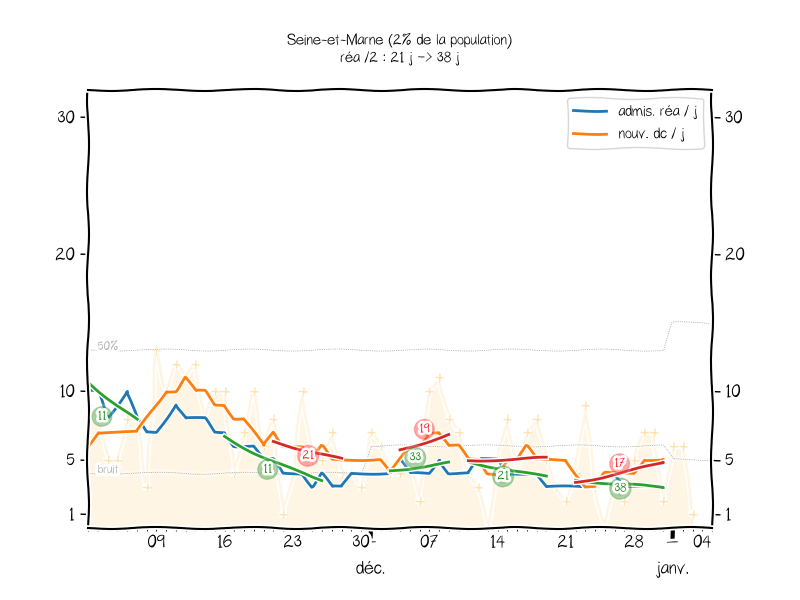 Seine-et-Marne (2% de la population)
réa /2 : 21 j -> 38 j
admis. réa / j
nouv. dc / j
30
30
20
20
50%
10
10
11
19
21
33
11
17
21
38
5
5
bruit
1
1
09 16 23 30 07 14 21 28 04
déc. janv.